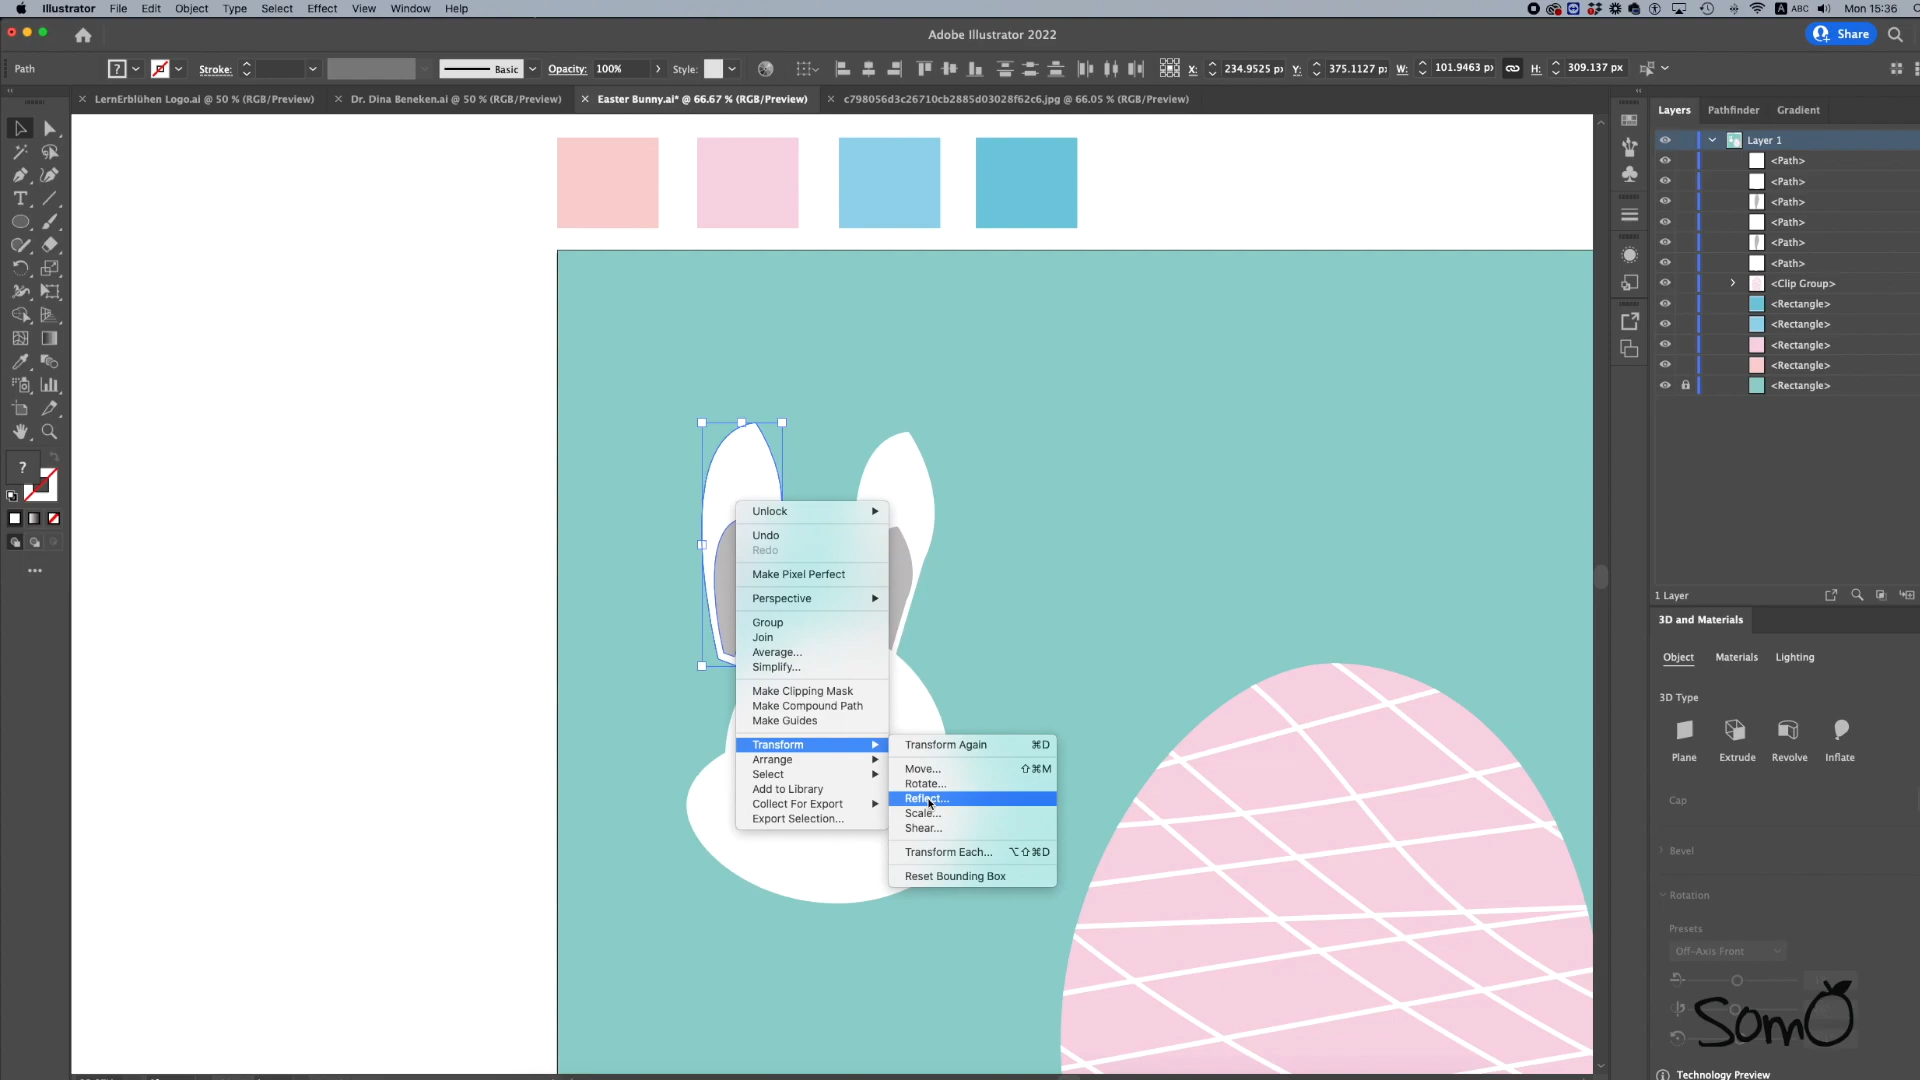 Illustrator File Edit Object Type Select Effect View Window Help
ABC Mon 15:36
Adobe Illustrator 2022
Share
Path
Stroke:
Basic
Opacity: 100%
Style:
X: 234.9525 px
Y: 375.1127 px
W: 101.9463 px
H: 309.137 px
LernErblühen Logo.ai @ 50 % (RGB/Preview)
Dr. Dina Beneken.ai @ 50 % (RGB/Preview)
Easter Bunny.ai* @ 66.67 % (RGB/Preview)
c798056d3c26710cb2885d03028f62c6.jpg @ 66.05 % (RGB/Preview)
Layers Pathfinder Gradient
Layer 1
<Path>
<Path>
<Path>
<Path>
<Path>
<Path>
<Clip Group>
<Rectangle>
<Rectangle>
<Rectangle>
<Rectangle>
<Rectangle>
1 Layer
Unlock
Undo
Redo
Make Pixel Perfect
Perspective
Group
Join
Average...
Simplify...
Make Clipping Mask
Make Compound Path
Make Guides
Transform
Arrange
Select
Add to Library
Collect For Export
Export Selection...
Transform Again ⌘D
Move... ⇧⌘M
Rotate...
Reflect...
Scale...
Shear...
Transform Each... ⌥⇧⌘D
Reset Bounding Box
3D and Materials
Object Materials Lighting
3D Type
Plane Extrude Revolve Inflate
Cap
Bevel
Rotation
Presets
Off-Axis Front
SomO
Technology Preview